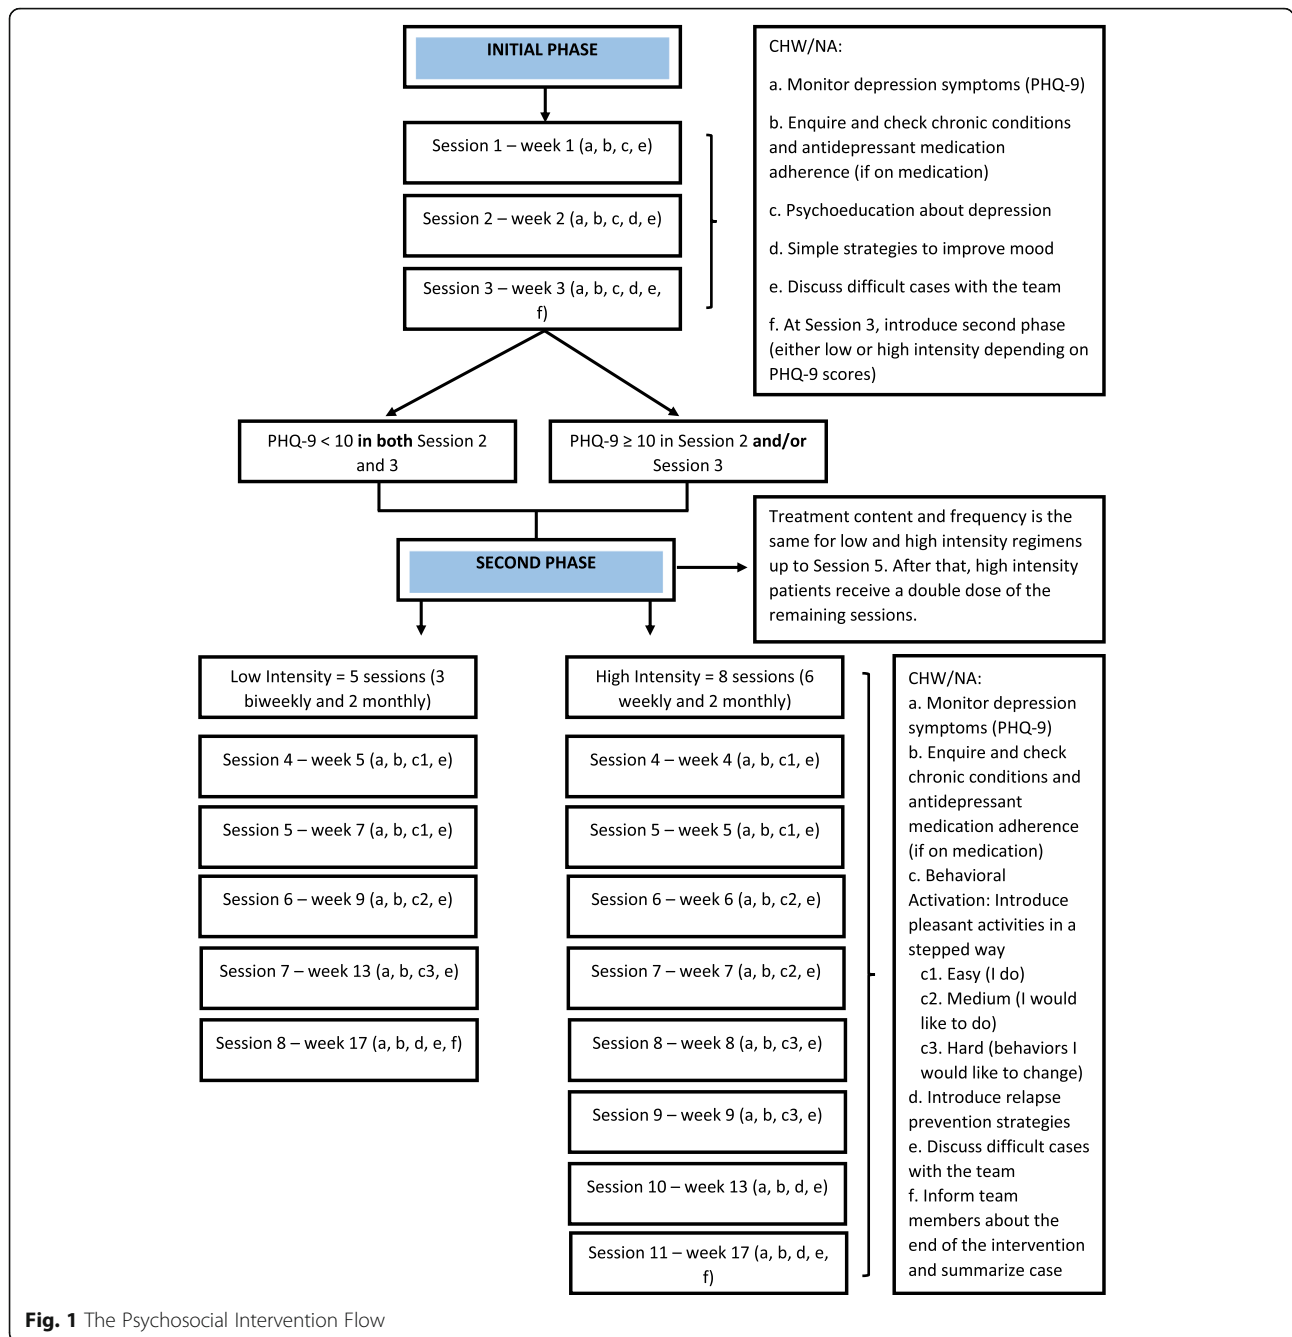 INITIAL PHASE
Session 1 – week 1 (a, b, c, e)
Session 2 – week 2 (a, b, c, d, e)
Session 3 – week 3 (a, b, c, d, e,
f)
CHW/NA:
a. Monitor depression symptoms (PHQ-9)
b. Enquire and check chronic conditions
and antidepressant medication
adherence (if on medication)
c. Psychoeducation about depression
d. Simple strategies to improve mood
e. Discuss difficult cases with the team
f. At Session 3, introduce second phase
(either low or high intensity depending on
PHQ-9 scores)
PHQ-9 < 10 in both Session 2
and 3
PHQ-9 ≥ 10 in Session 2 and/or
Session 3
SECOND PHASE
Treatment content and frequency is the
same for low and high intensity regimens
up to Session 5. After that, high intensity
patients receive a double dose of the
remaining sessions.
Low Intensity = 5 sessions (3
biweekly and 2 monthly)
Session 4 – week 5 (a, b, c1, e)
Session 5 – week 7 (a, b, c1, e)
Session 6 – week 9 (a, b, c2, e)
Session 7 – week 13 (a, b, c3, e)
Session 8 – week 17 (a, b, d, e, f)
High Intensity = 8 sessions (6
weekly and 2 monthly)
Session 4 – week 4 (a, b, c1, e)
Session 5 – week 5 (a, b, c1, e)
Session 6 – week 6 (a, b, c2, e)
Session 7 – week 7 (a, b, c2, e)
Session 8 – week 8 (a, b, c3, e)
Session 9 – week 9 (a, b, c3, e)
Session 10 – week 13 (a, b, d, e)
Session 11 – week 17 (a, b, d, e,
f)
CHW/NA:
a. Monitor depression
symptoms (PHQ-9)
b. Enquire and check
chronic conditions and
antidepressant
medication adherence
(if on medication)
c. Behavioral
Activation: Introduce
pleasant activities in a
stepped way
c1. Easy (I do)
c2. Medium (I would
like to do)
c3. Hard (behaviors I
would like to change)
d. Introduce relapse
prevention strategies
e. Discuss difficult cases
with the team
f. Inform team
members about the
end of the intervention
and summarize case
Fig. 1 The Psychosocial Intervention Flow